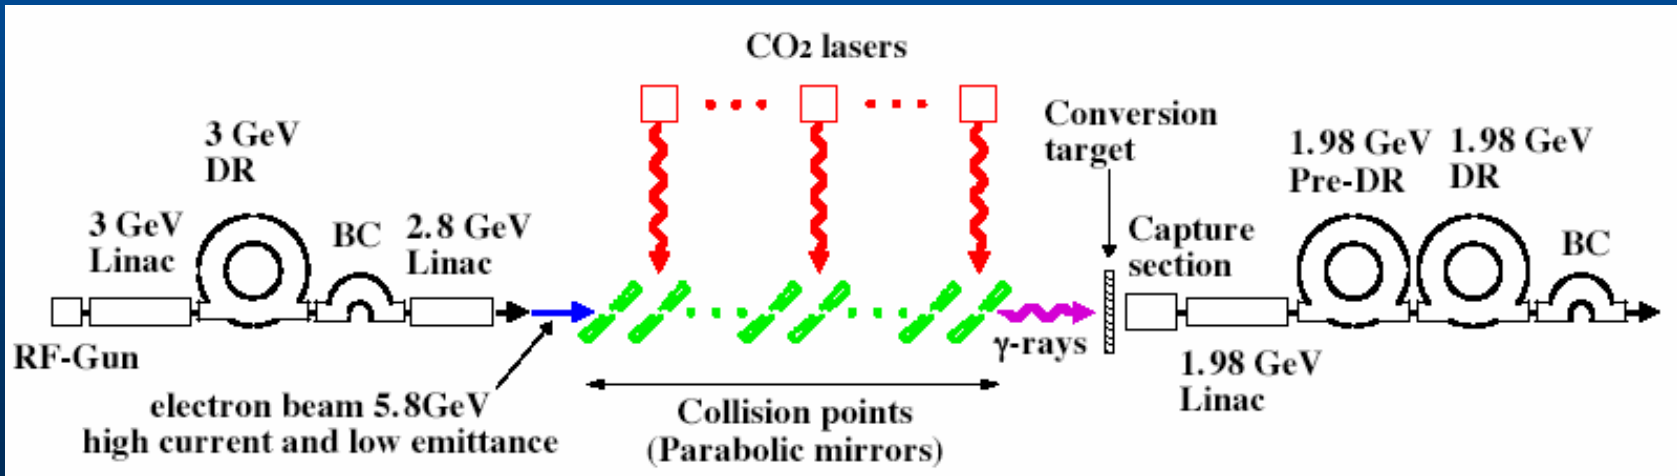 CO2 lasers
3 GeV
DR
3 GeV
Linac
BC
2.8 GeV
Linac
RF-Gun
electron beam 5.8GeV
high current and low emittance
Collision points
(Parabolic mirrors)
γ-rays
Conversion
target
Capture
section
1.98 GeV
Linac
1.98 GeV
Pre-DR
1.98 GeV
DR
BC